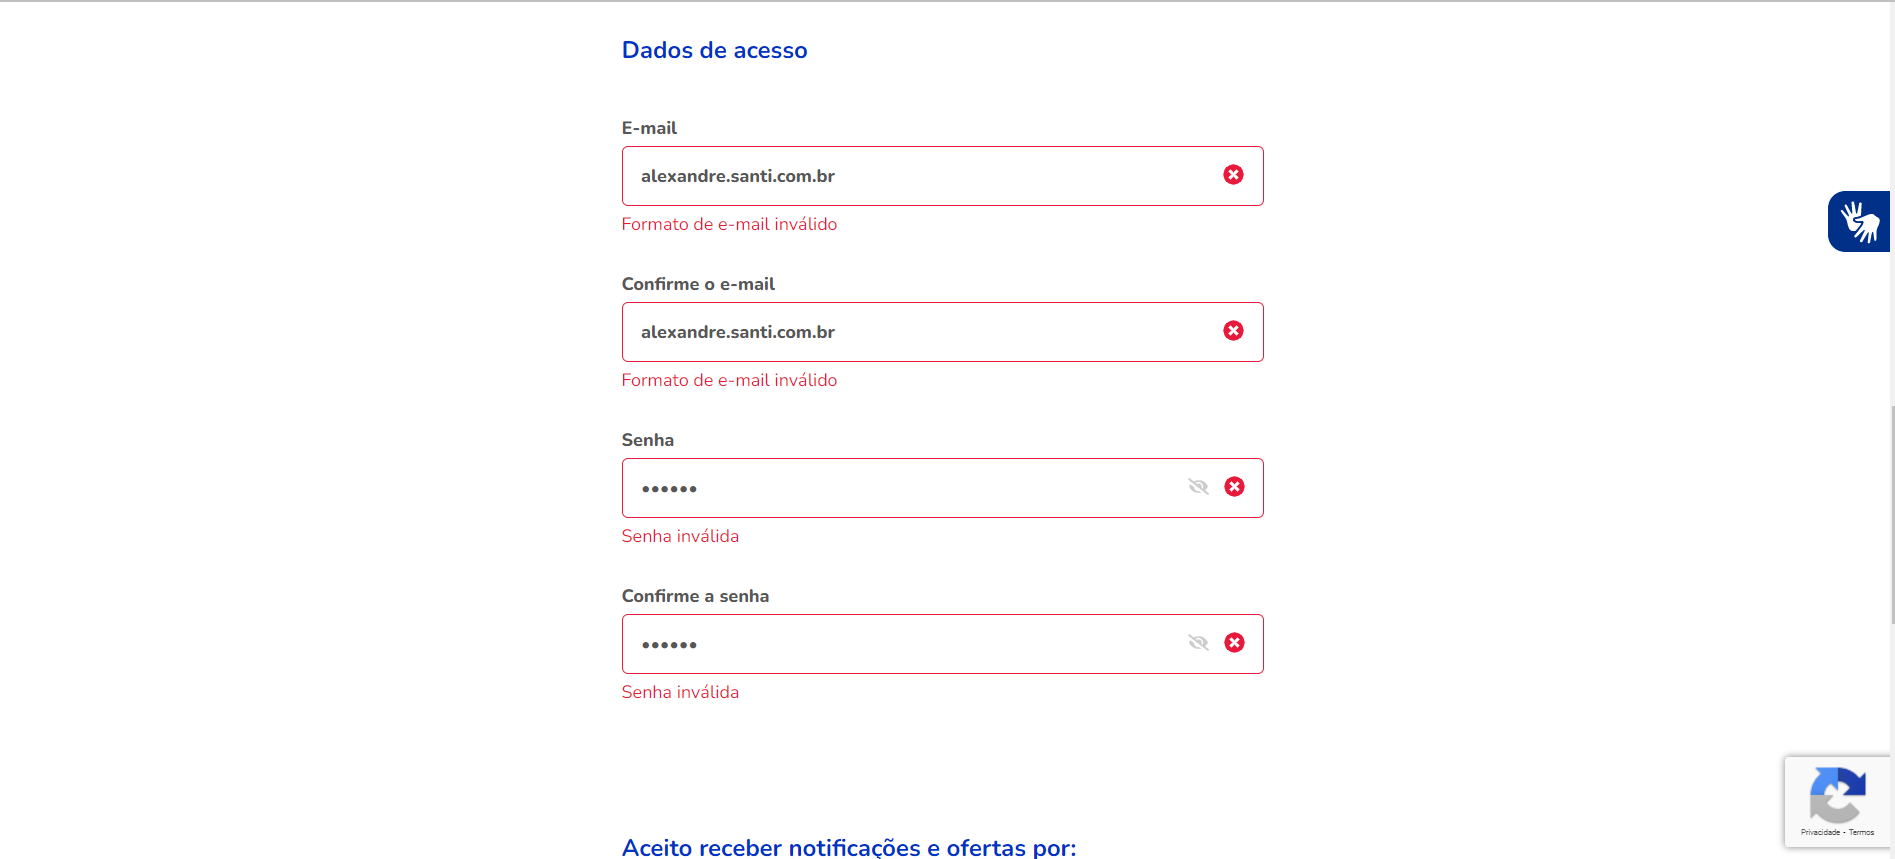 Dados de acesso
E-mail
alexandre.santi.com.br
Formato de e-mail inválido
Confirme o e-mail
alexandre.santi.com.br
Formato de e-mail inválido
Senha
••••••
Senha inválida
Confirme a senha
••••••
Senha inválida
Privacidade - Termos
Aceito receber notificações e ofertas por: